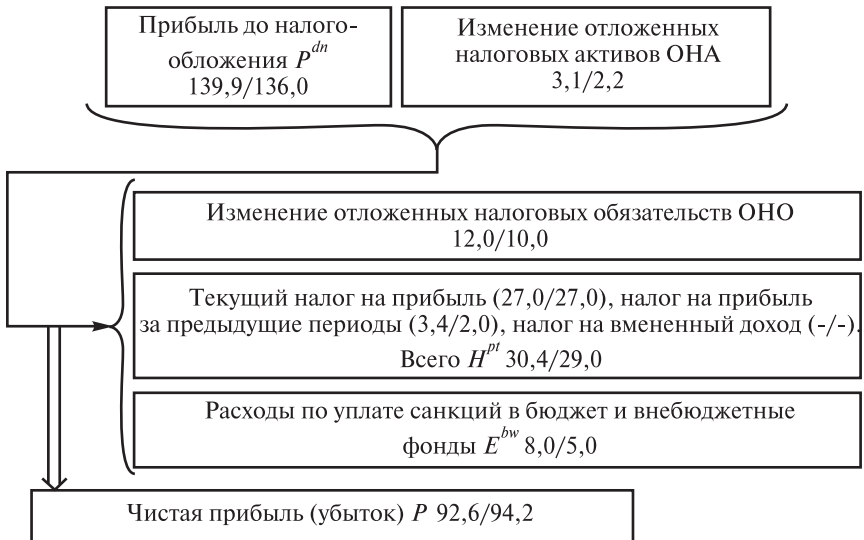 Прибыль до налого-
обложения P^dn
139,9/136,0
Изменение отложенных
налоговых активов ОНА
3,1/2,2
Изменение отложенных налоговых обязательств ОНО
12,0/10,0
Текущий налог на прибыль (27,0/27,0), налог на прибыль
за предыдущие периоды (3,4/2,0), налог на вмененный доход (-/-).
Всего H^pt 30,4/29,0
Расходы по уплате санкций в бюджет и внебюджетные
фонды E^bw 8,0/5,0
Чистая прибыль (убыток) P 92,6/94,2